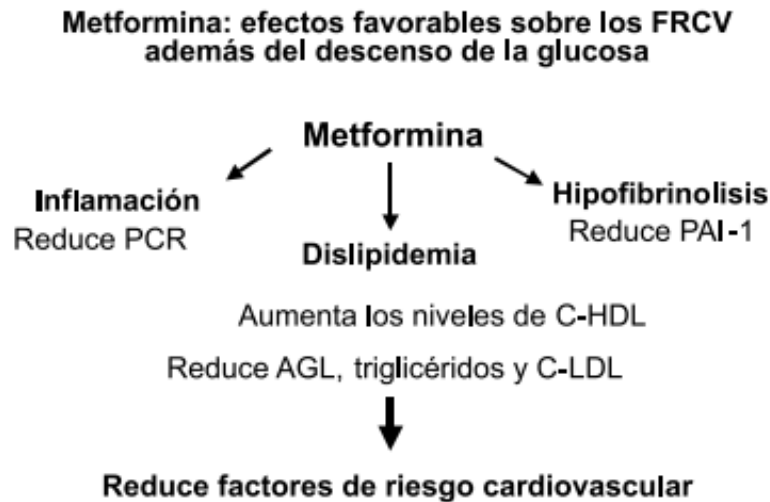 Metformina: efectos favorables sobre los FRCV
además del descenso de la glucosa
Metformina
Inflamación
Reduce PCR
Hipofibrinolisis
Reduce PAI-1
Dislipidemia
Aumenta los niveles de C-HDL
Reduce AGL, triglicéridos y C-LDL
Reduce factores de riesgo cardiovascular